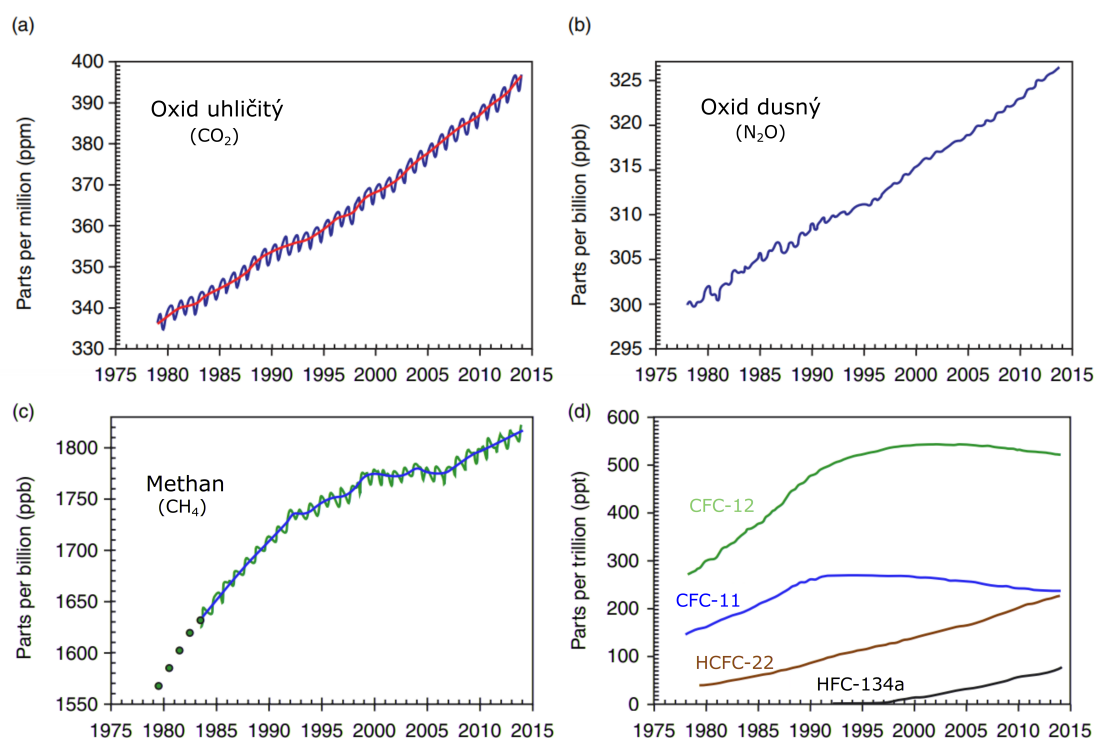 (a)
Parts per million (ppm)
400
390
380
370
360
350
340
330
Oxid uhličitý
(CO₂)
1975 1980 1985 1990 1995 2000 2005 2010 2015
(b)
Parts per billion (ppb)
325
320
315
310
305
300
295
Oxid dusný
(N₂O)
1975 1980 1985 1990 1995 2000 2005 2010 2015
(c)
Parts per billion (ppb)
1800
1750
1700
1650
1600
1550
Methan
(CH₄)
1975 1980 1985 1990 1995 2000 2005 2010 2015
(d)
Parts per trillion (ppt)
600
500
400
300
200
100
0
CFC-12
CFC-11
HCFC-22
HFC-134a
1975 1980 1985 1990 1995 2000 2005 2010 2015